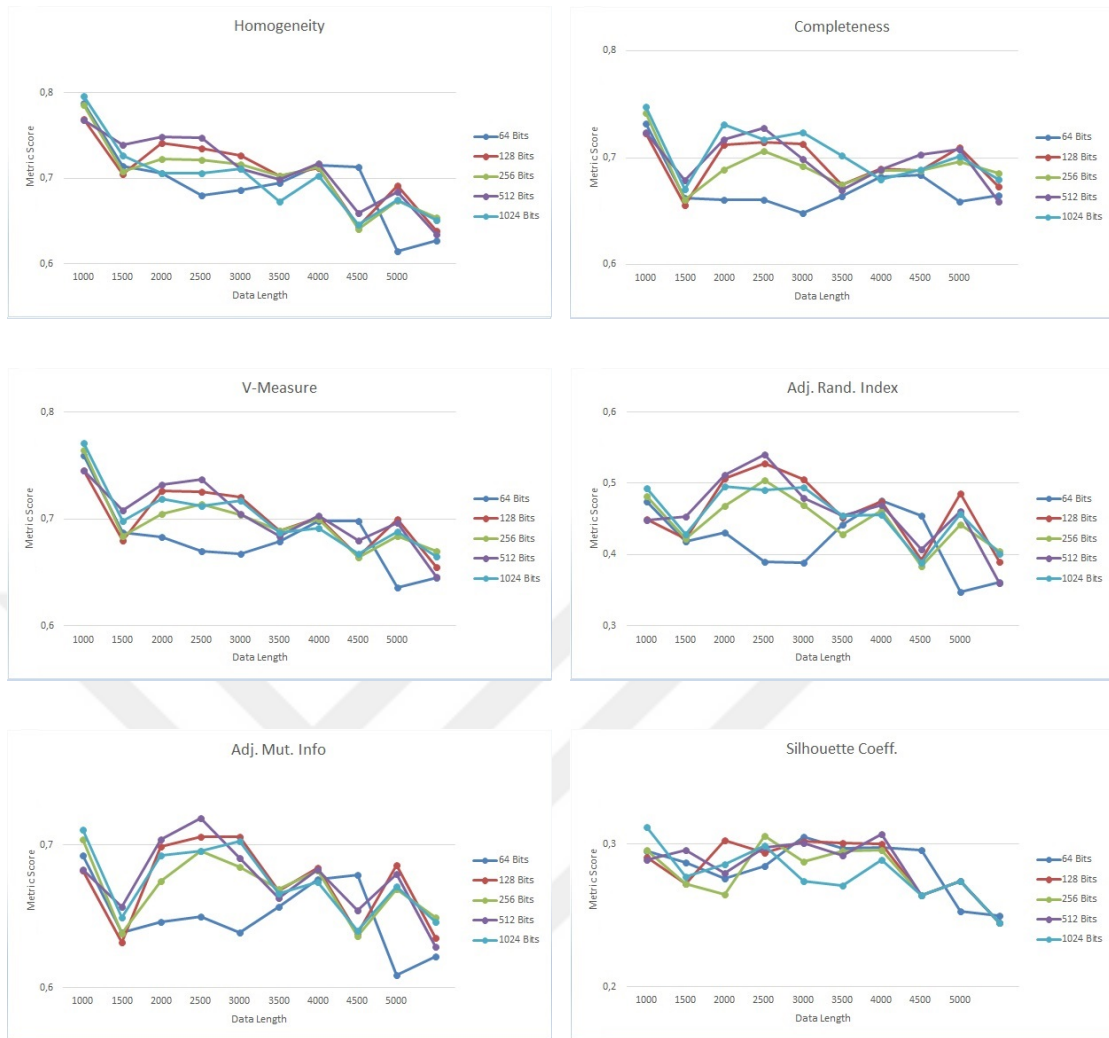 Homogeneity
0,8
0,7
0,6
Metric Score
1000 1500 2000 2500 3000 3500 4000 4500 5000
Data Length
64 Bits
128 Bits
256 Bits
512 Bits
1024 Bits
Completeness
0,8
0,7
0,6
Metric Score
1000 1500 2000 2500 3000 3500 4000 4500 5000
Data Length
64 Bits
128 Bits
256 Bits
512 Bits
1024 Bits
V-Measure
0,8
0,7
0,6
Metric Score
1000 1500 2000 2500 3000 3500 4000 4500 5000
Data Length
64 Bits
128 Bits
256 Bits
512 Bits
1024 Bits
Adj. Rand. Index
0,6
0,5
0,4
0,3
Metric Score
1000 1500 2000 2500 3000 3500 4000 4500 5000
Data Length
64 Bits
128 Bits
256 Bits
512 Bits
1024 Bits
Adj. Mut. Info
0,7
0,6
Metric Score
1000 1500 2000 2500 3000 3500 4000 4500 5000
Data Length
64 Bits
128 Bits
256 Bits
512 Bits
1024 Bits
Silhouette Coeff.
0,3
0,2
Metric Score
1000 1500 2000 2500 3000 3500 4000 4500 5000
Data Length
64 Bits
128 Bits
256 Bits
512 Bits
1024 Bits